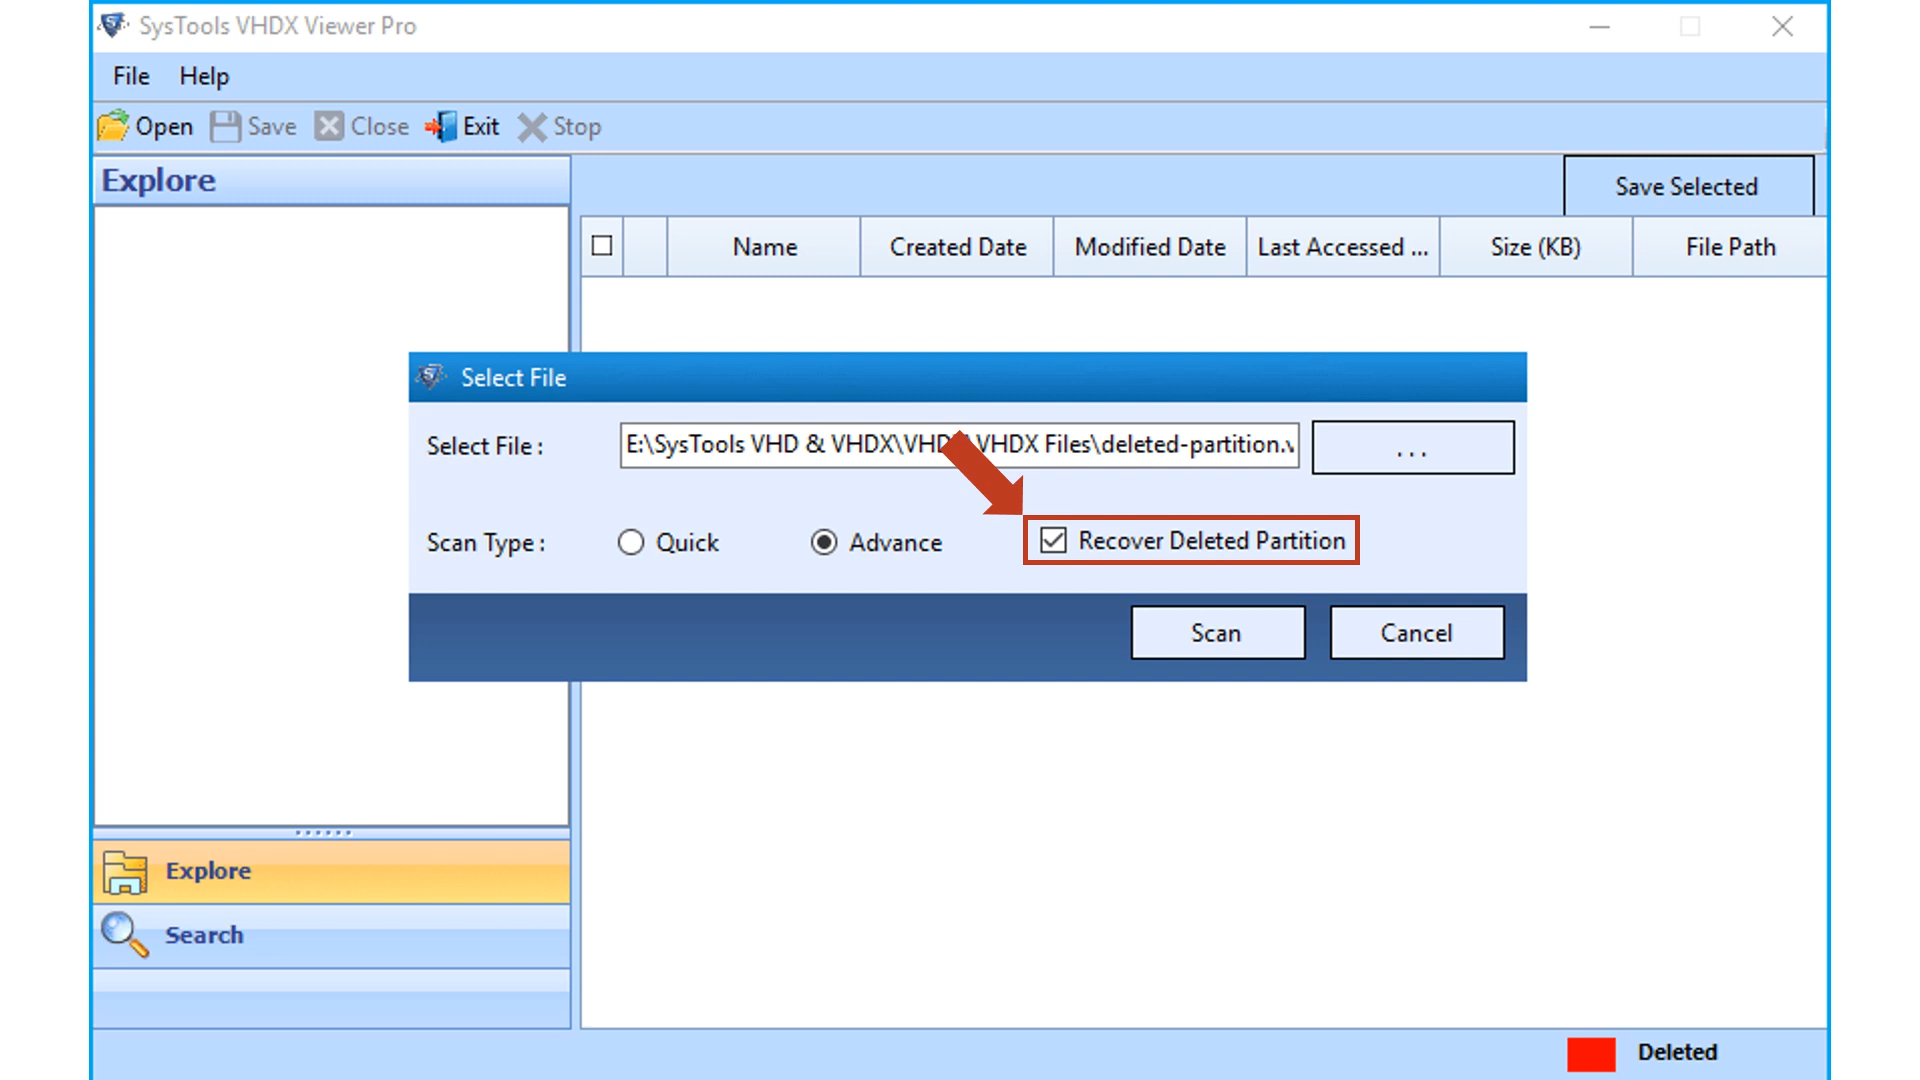 SysTools VHDX Viewer Pro
File Help
Open Save Close Exit Stop
Explore
Save Selected
Name Created Date Modified Date Last Accessed ... Size (KB) File Path
Select File
Select File : E:\SysTools VHD & VHDX\VHD VHDX Files\deleted-partition.v ...
Scan Type : Quick Advance Recover Deleted Partition
Scan Cancel
Explore
Search
Deleted